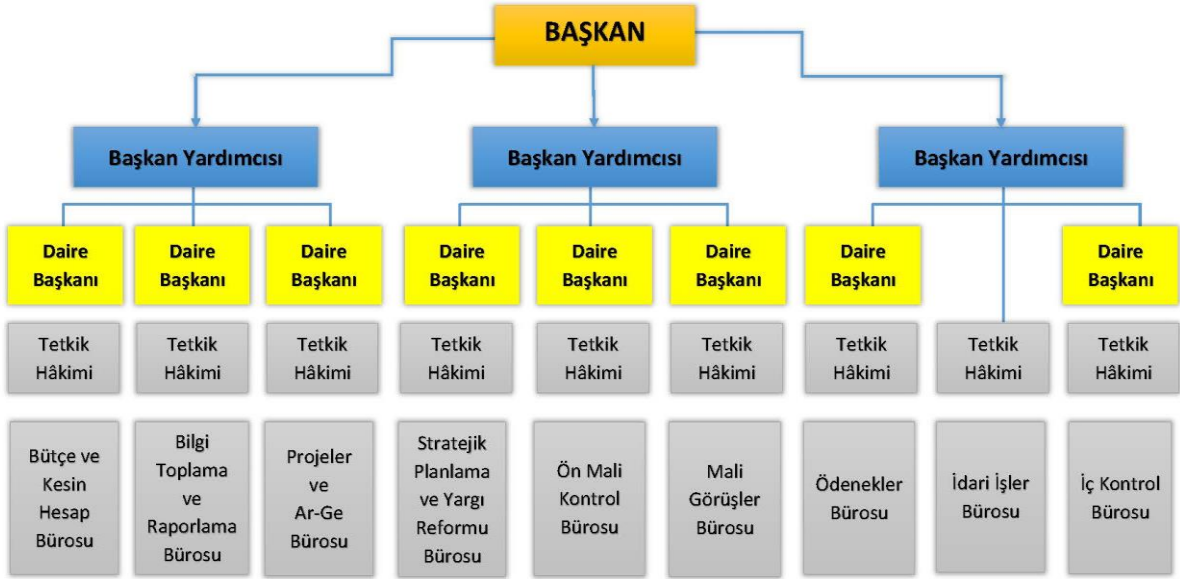 BAŞKAN
Başkan Yardımcısı
Başkan Yardımcısı
Başkan Yardımcısı
Daire
Başkanı
Daire
Başkanı
Daire
Başkanı
Daire
Başkanı
Daire
Başkanı
Daire
Başkanı
Daire
Başkanı
Daire
Başkanı
Tetkik
Hâkimi
Tetkik
Hâkimi
Tetkik
Hâkimi
Tetkik
Hâkimi
Tetkik
Hâkimi
Tetkik
Hâkimi
Tetkik
Hâkimi
Tetkik
Hâkimi
Tetkik
Hâkimi
Bütçe ve
Kesin
Hesap
Bürosu
Bilgi
Toplama
ve
Raporlama
Bürosu
Projeler
ve
Ar-Ge
Bürosu
Stratejik
Planlama
ve Yargı
Reformu
Bürosu
Ön Mali
Kontrol
Bürosu
Mali
Görüşler
Bürosu
Ödenekler
Bürosu
İdari İşler
Bürosu
İç Kontrol
Bürosu